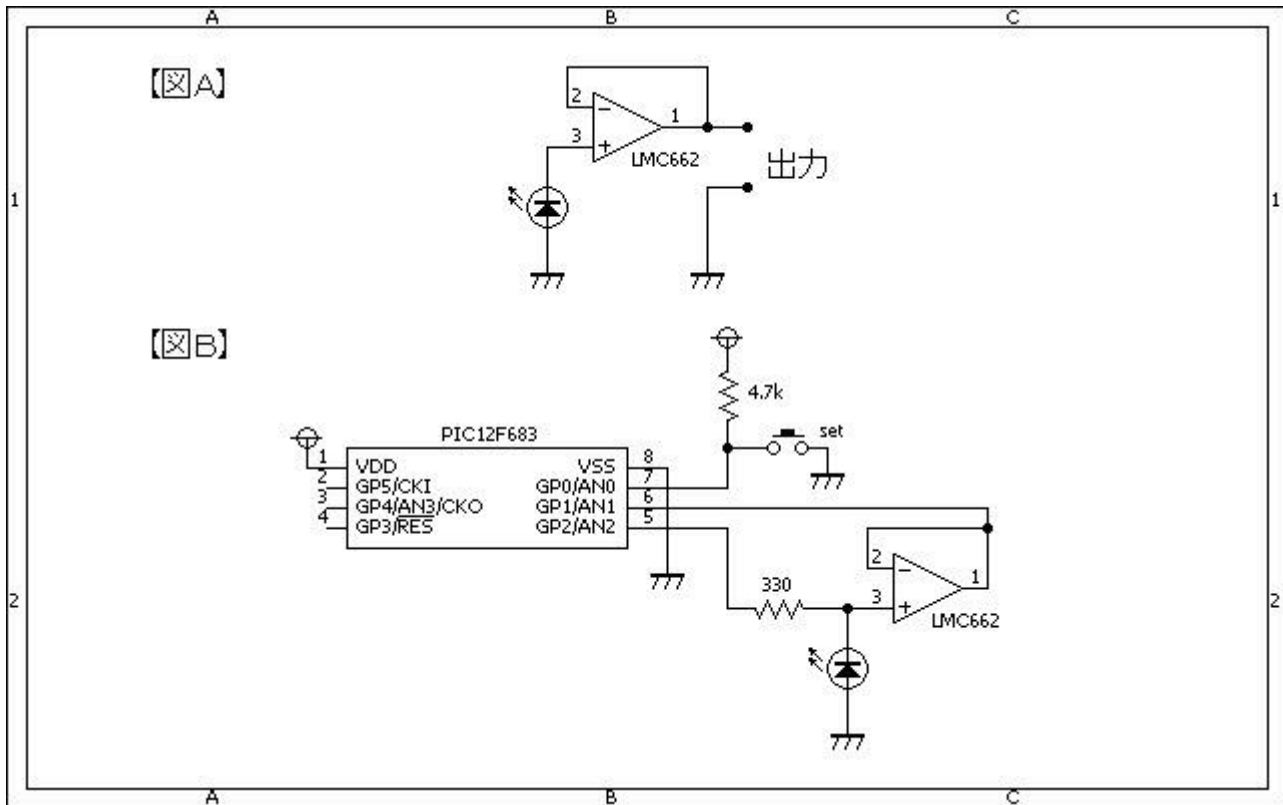 A B C
【図A】
2
1
3
LMC662
出力
1 1
【図B】
4.7k
set
PIC12F683
1 VDD VSS 8
2 GP5/CKI GP0/AN0 7
3 GP4/AN3/CKO GP1/AN1 6
4 GP3/RES GP2/AN2 5
2
1
330
3
LMC662
2 2
A B C